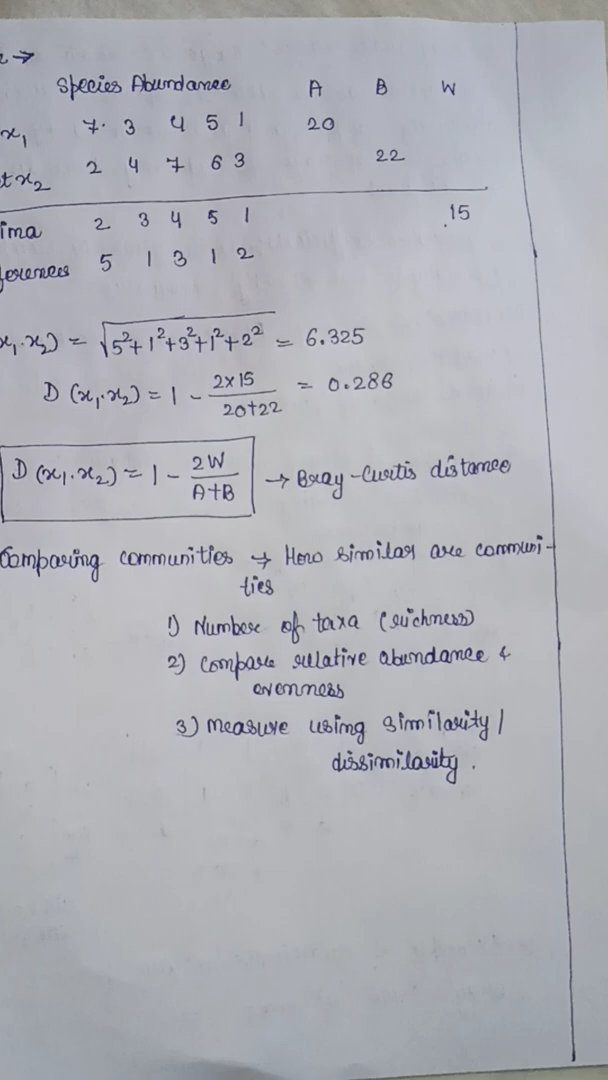 Species Abundance A B W
x₁ 7 3 4 5 1 20
t x₂ 2 4 7 6 3 22
ima 2 3 4 5 1 15
ferences 5 1 3 1 2
x₁.x₂) = √5²+1²+3²+1²+2² = 6.325
D (x₁.x₂) = 1 - 2×15/20+22 = 0.286
D (x₁.x₂) = 1 - 2W/A+B → Bray-Curtis distance
Comparing communities → How similar are communi-
ties
1) Number of taxa (richness)
2) compare relative abundance &
evenness
3) Measure using similarity/
dissimilarity.